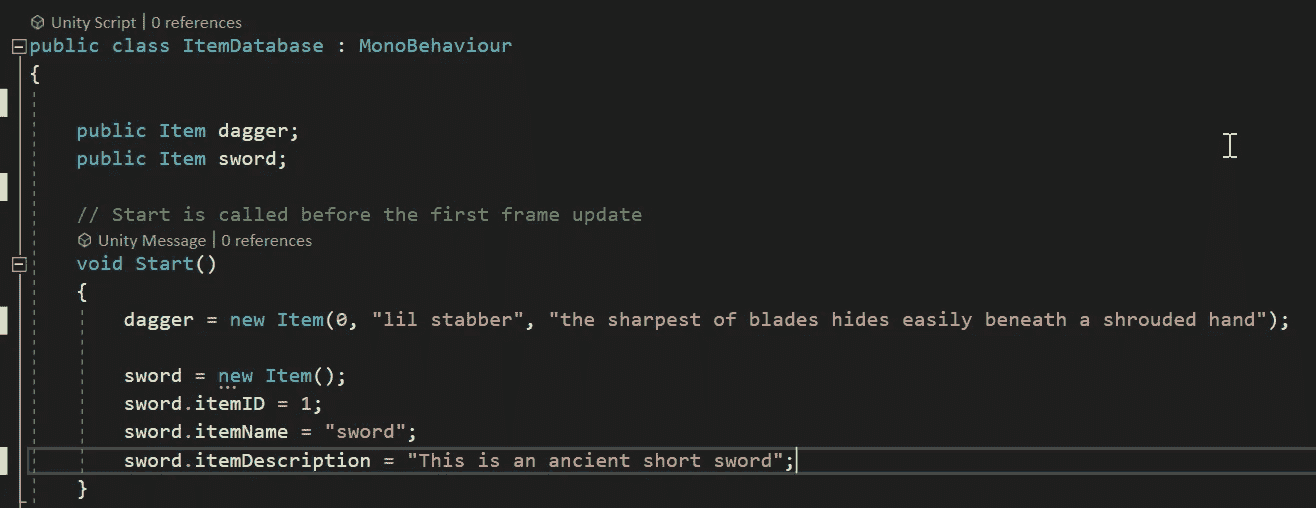 Unity Script | 0 references
public class ItemDatabase : MonoBehaviour
{
public Item dagger;
public Item sword;
// Start is called before the first frame update
Unity Message | 0 references
void Start()
{
dagger = new Item(0, "lil stabber", "the sharpest of blades hides easily beneath a shrouded hand");
sword = new Item();
sword.itemID = 1;
sword.itemName = "sword";
sword.itemDescription = "This is an ancient short sword";
}